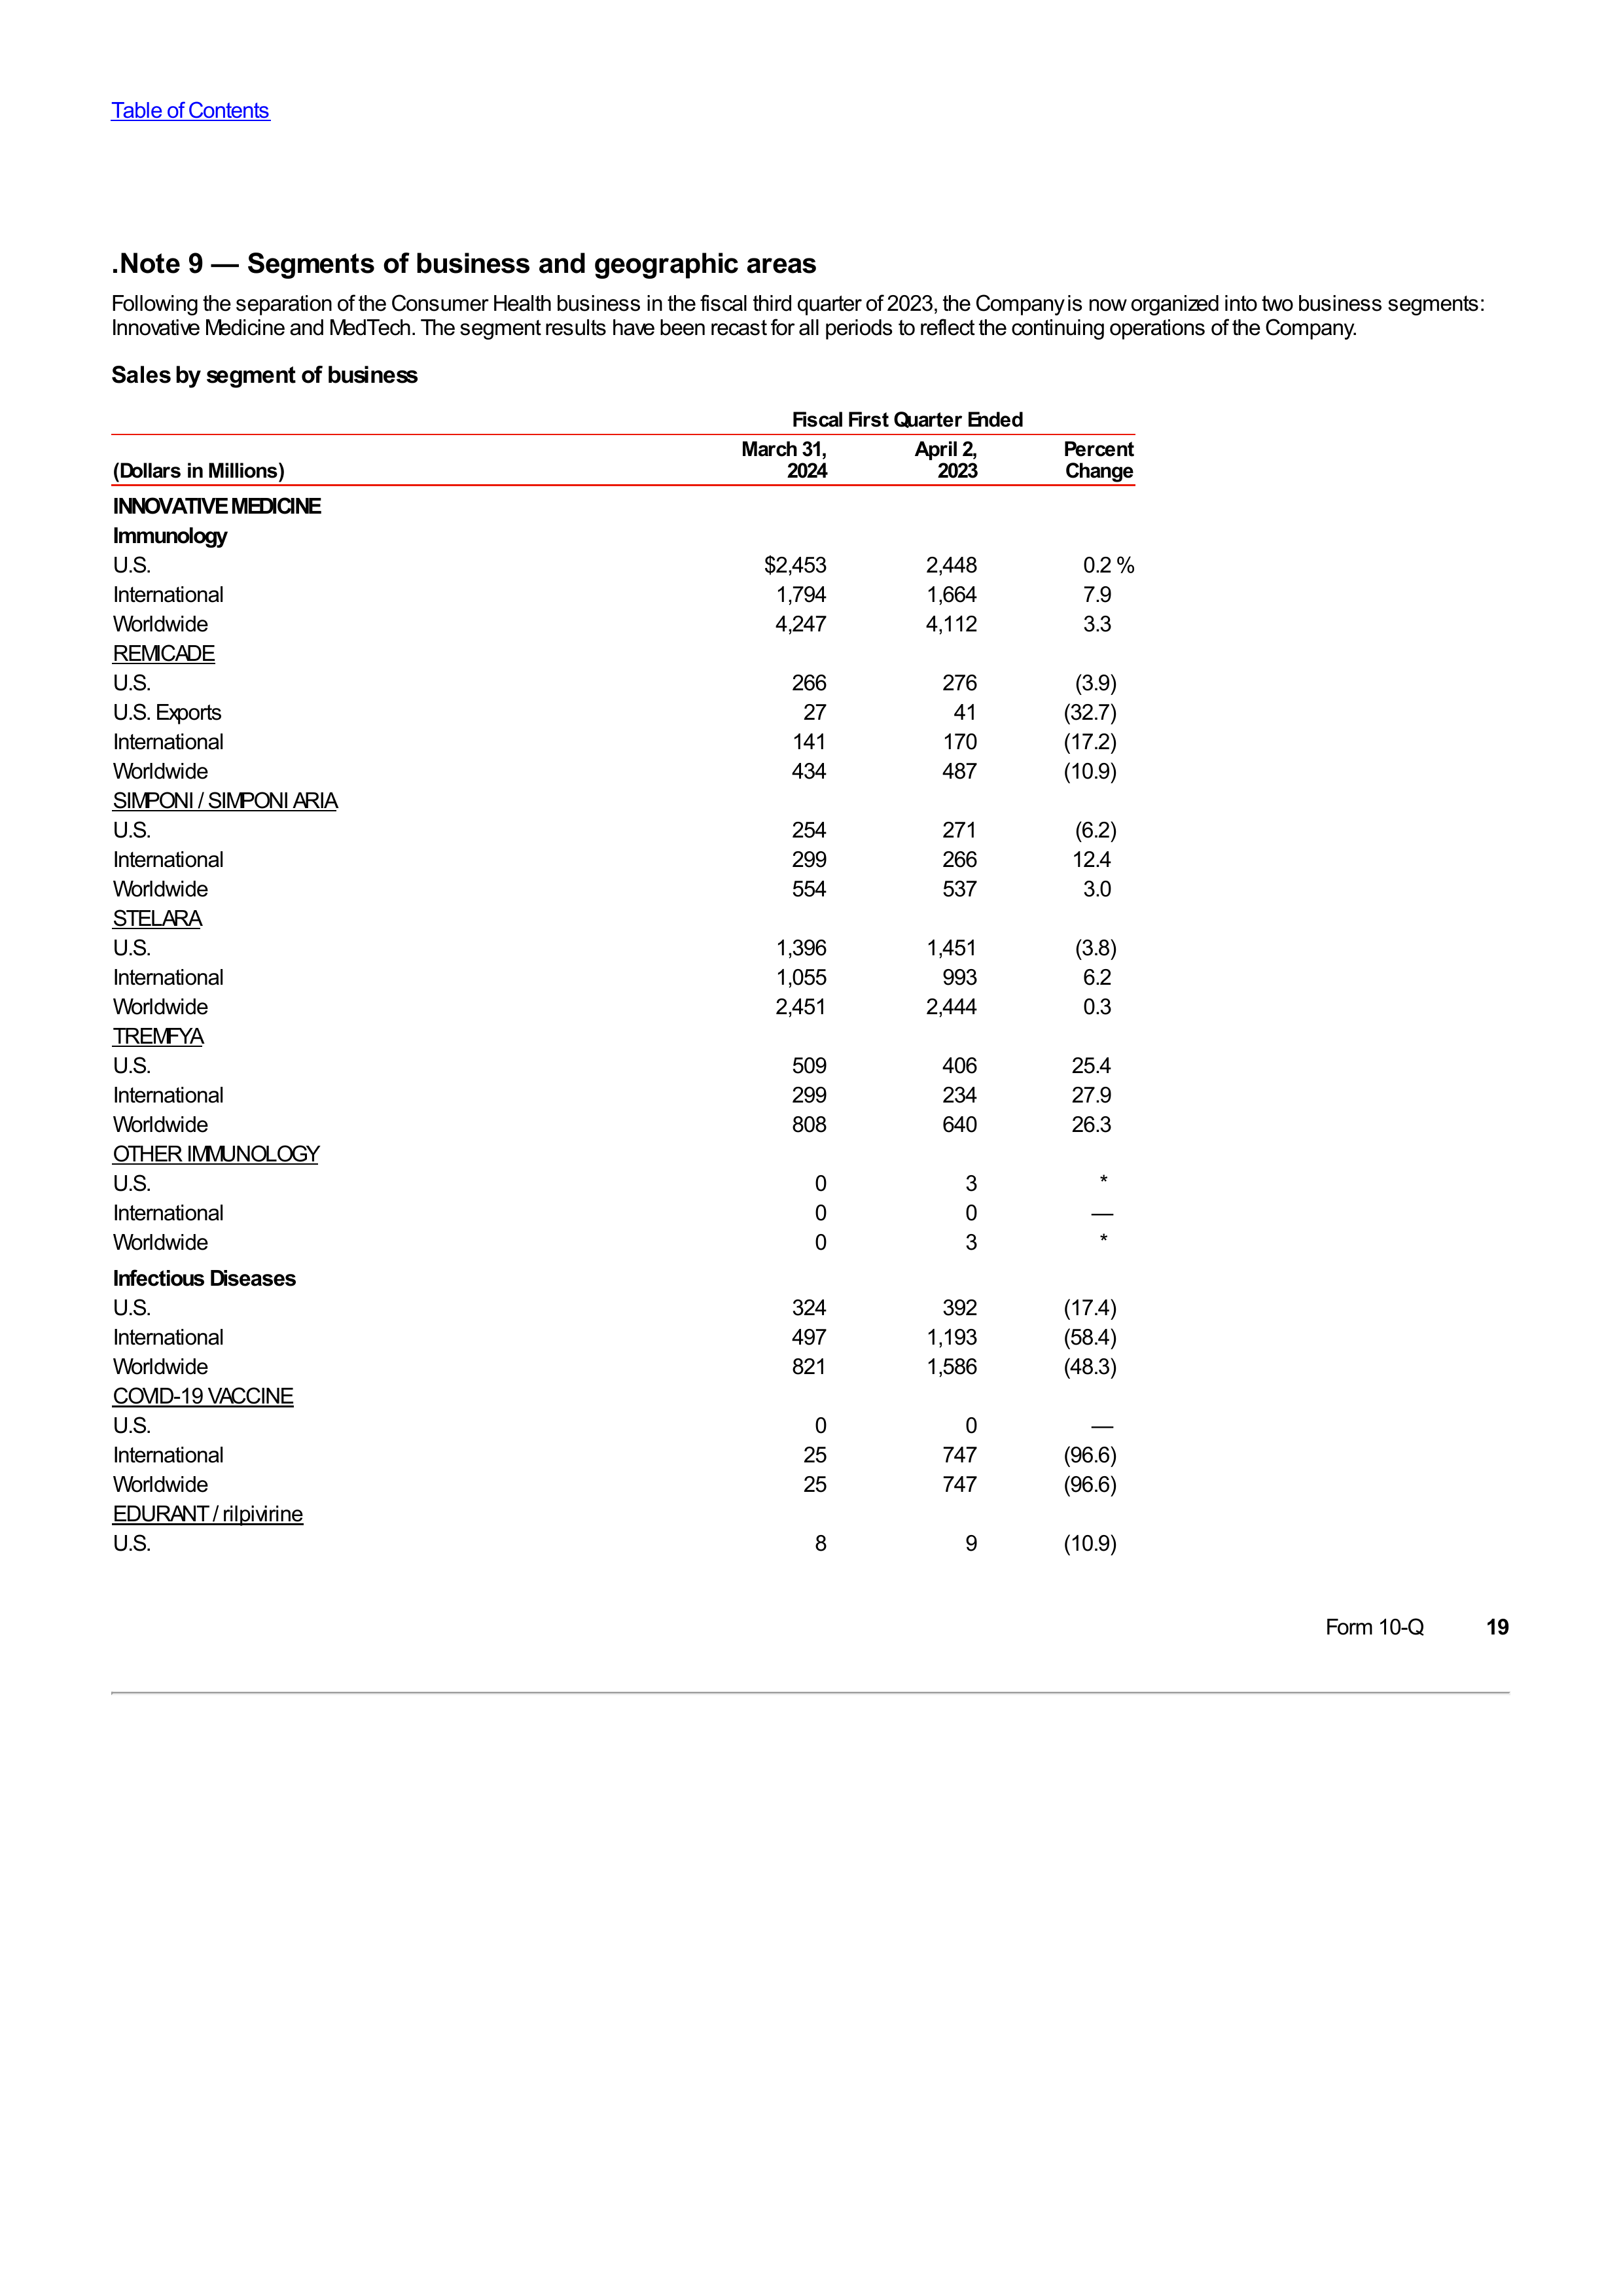 Table of Contents
.Note 9 — Segments of business and geographic areas
Following the separation of the Consumer Health business in the fiscal third quarter of 2023, the Company is now organized into two business segments:
Innovative Medicine and MedTech. The segment results have been recast for all periods to reflect the continuing operations of the Company.
Sales by segment of business
Fiscal First Quarter Ended
(Dollars in Millions) March 31, 2024 April 2, 2023 Percent Change
INNOVATIVE MEDICINE
Immunology
U.S. $2,453 2,448 0.2 %
International 1,794 1,664 7.9
Worldwide 4,247 4,112 3.3
REMICADE
U.S. 266 276 (3.9)
U.S. Exports 27 41 (32.7)
International 141 170 (17.2)
Worldwide 434 487 (10.9)
SIMPONI / SIMPONI ARIA
U.S. 254 271 (6.2)
International 299 266 12.4
Worldwide 554 537 3.0
STELARA
U.S. 1,396 1,451 (3.8)
International 1,055 993 6.2
Worldwide 2,451 2,444 0.3
TREMFYA
U.S. 509 406 25.4
International 299 234 27.9
Worldwide 808 640 26.3
OTHER IMMUNOLOGY
U.S. 0 3 *
International 0 0 —
Worldwide 0 3 *
Infectious Diseases
U.S. 324 392 (17.4)
International 497 1,193 (58.4)
Worldwide 821 1,586 (48.3)
COVID-19 VACCINE
U.S. 0 0 —
International 25 747 (96.6)
Worldwide 25 747 (96.6)
EDURANT / rilpivirine
U.S. 8 9 (10.9)
Form 10-Q 19